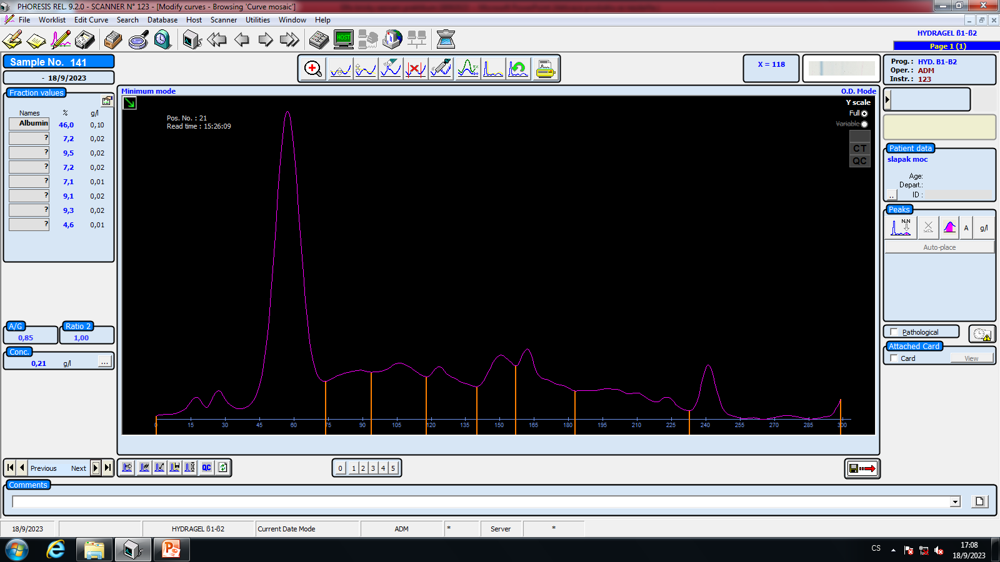 PHORESIS REL. 9.2.0 - SCANNER N° 123 - [Modify curves - Browsing 'Curve mosaic']
File Worklist Edit Curve Search Database Host Scanner Utilities Window Help
HOST
HYDRAGEL ß1-ß2
Page 1 (1)
Sample No. 141
- 18/9/2023
X = 118
Prog.: HYD. B1-B2
Oper.: ADM
Instr.: 123
Fraction values
Names % g/l
Albumin 46,0 0,10
? 7,2 0,02
? 9,5 0,02
? 7,2 0,02
? 7,1 0,01
? 9,1 0,02
? 9,3 0,02
? 4,6 0,01
A/G
0,85
Ratio 2
1,00
Conc.
0,21 g/l ...
Minimum mode
O.D. Mode
Pos. No. : 21
Read time : 15:26:09
Y scale
Full
Variable
CT
QC
0 15 30 45 60 75 90 105 120 135 150 165 180 195 210 225 240 255 270 285 300
Patient data
slapak moc
Age:
Depart.:
.. ID :
Peaks
N.N A g/l
Auto-place
Pathological
Attached Card
Card View
Previous Next
QC
0 1 2 3 4 5
Comments
18/9/2023 HYDRAGEL ß1-ß2 Current Date Mode ADM * Server *
CS
17:08
18/9/2023